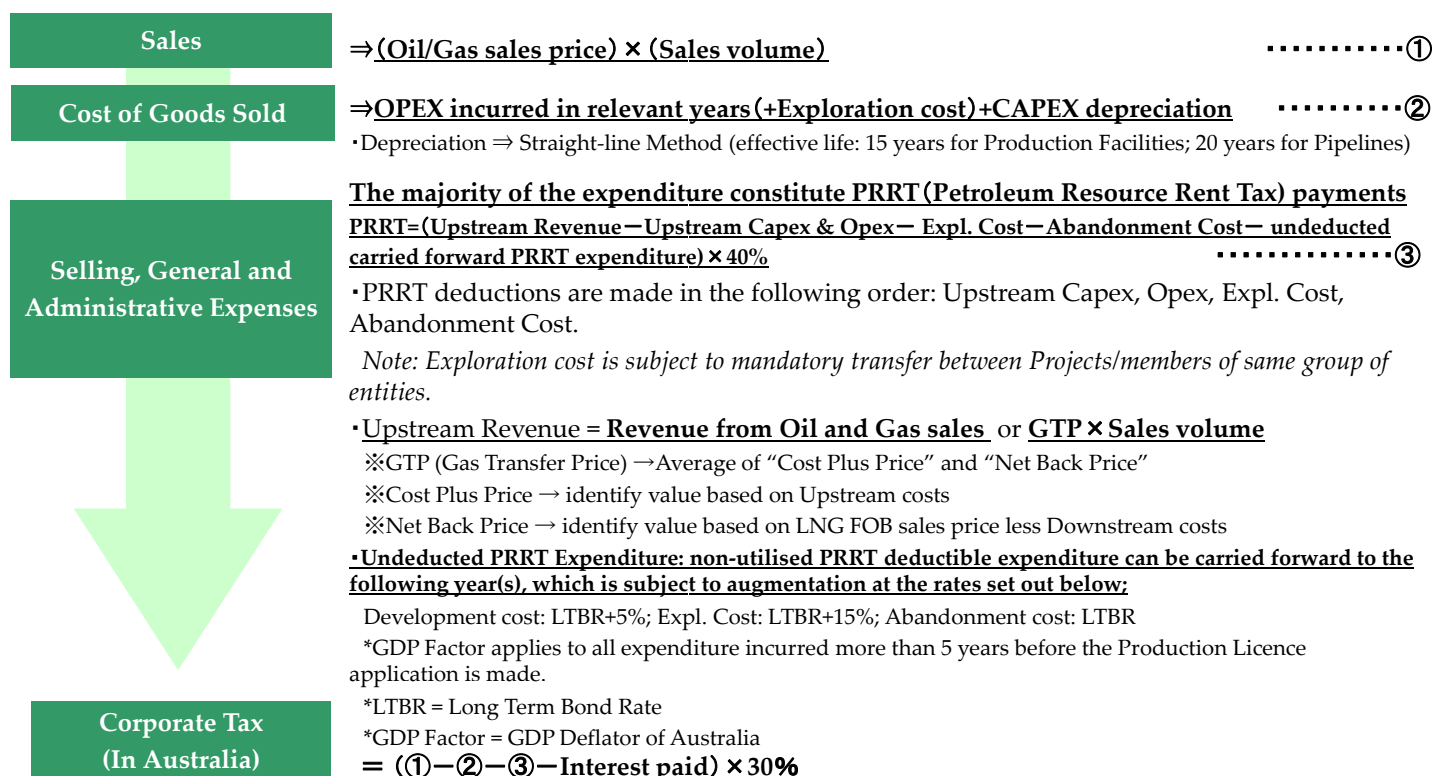 Sales
⇒(Oil/Gas sales price)×(Sales volume) ・・・・・・・・・・・①
Cost of Goods Sold
⇒OPEX incurred in relevant years(+Exploration cost)+CAPEX depreciation ・・・・・・・・・・②
・Depreciation ⇒ Straight-line Method (effective life: 15 years for Production Facilities; 20 years for Pipelines)
Selling, General and
Administrative Expenses
The majority of the expenditure constitute PRRT(Petroleum Resource Rent Tax) payments
PRRT=(Upstream Revenue－Upstream Capex & Opex－ Expl. Cost－Abandonment Cost－ undeducted
carried forward PRRT expenditure)×40% ・・・・・・・・・・・・・・③
・PRRT deductions are made in the following order: Upstream Capex, Opex, Expl. Cost,
Abandonment Cost.
Note: Exploration cost is subject to mandatory transfer between Projects/members of same group of
entities.
・Upstream Revenue = Revenue from Oil and Gas sales or GTP×Sales volume
※GTP (Gas Transfer Price) →Average of “Cost Plus Price” and “Net Back Price”
※Cost Plus Price → identify value based on Upstream costs
※Net Back Price → identify value based on LNG FOB sales price less Downstream costs
・Undeducted PRRT Expenditure: non-utilised PRRT deductible expenditure can be carried forward to the
following year(s), which is subject to augmentation at the rates set out below;
Development cost: LTBR+5%; Expl. Cost: LTBR+15%; Abandonment cost: LTBR
*GDP Factor applies to all expenditure incurred more than 5 years before the Production Licence
application is made.
*LTBR = Long Term Bond Rate
*GDP Factor = GDP Deflator of Australia
Corporate Tax
(In Australia)
＝ (①－②－③－Interest paid) ×30%